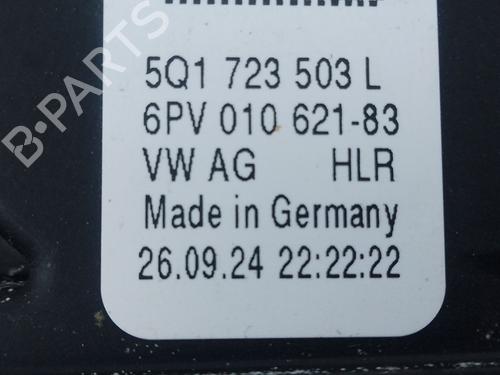 5Q1 723 503 L
6PV 010 621-83
VW AG HLR
Made in Germany
26.09.24 22:22:22